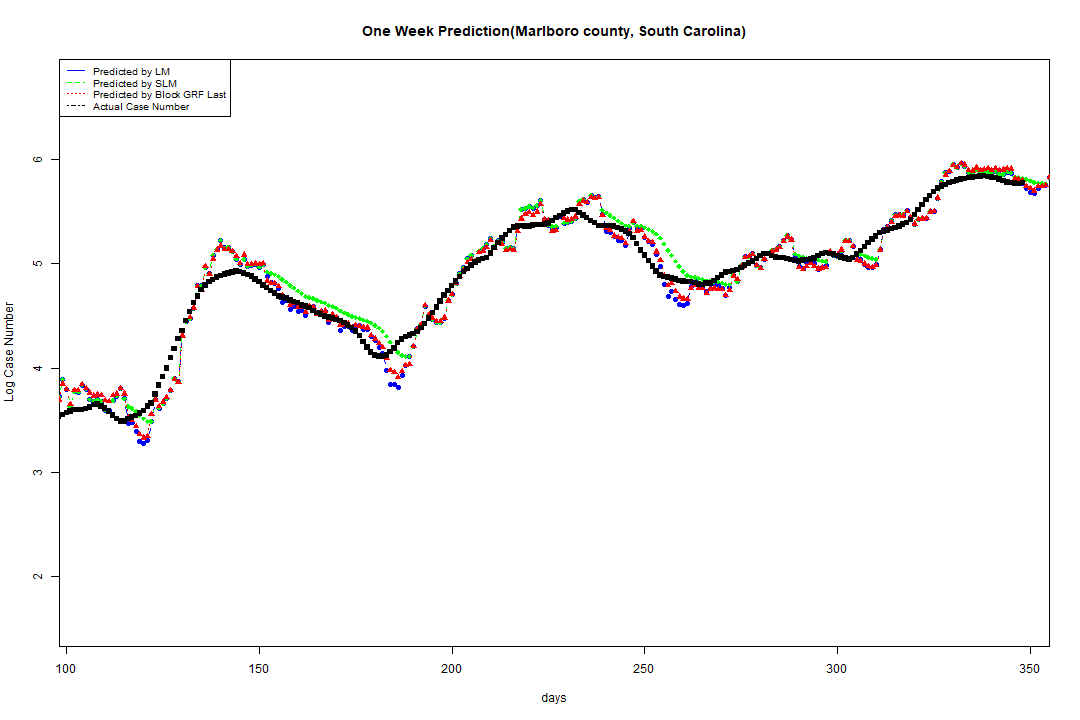 One Week Prediction(Marlboro county, South Carolina)
Predicted by LM
Predicted by SLM
Predicted by Block GRF Last
Actual Case Number
6
5
4
3
2
Log Case Number
100 150 200 250 300 350
days